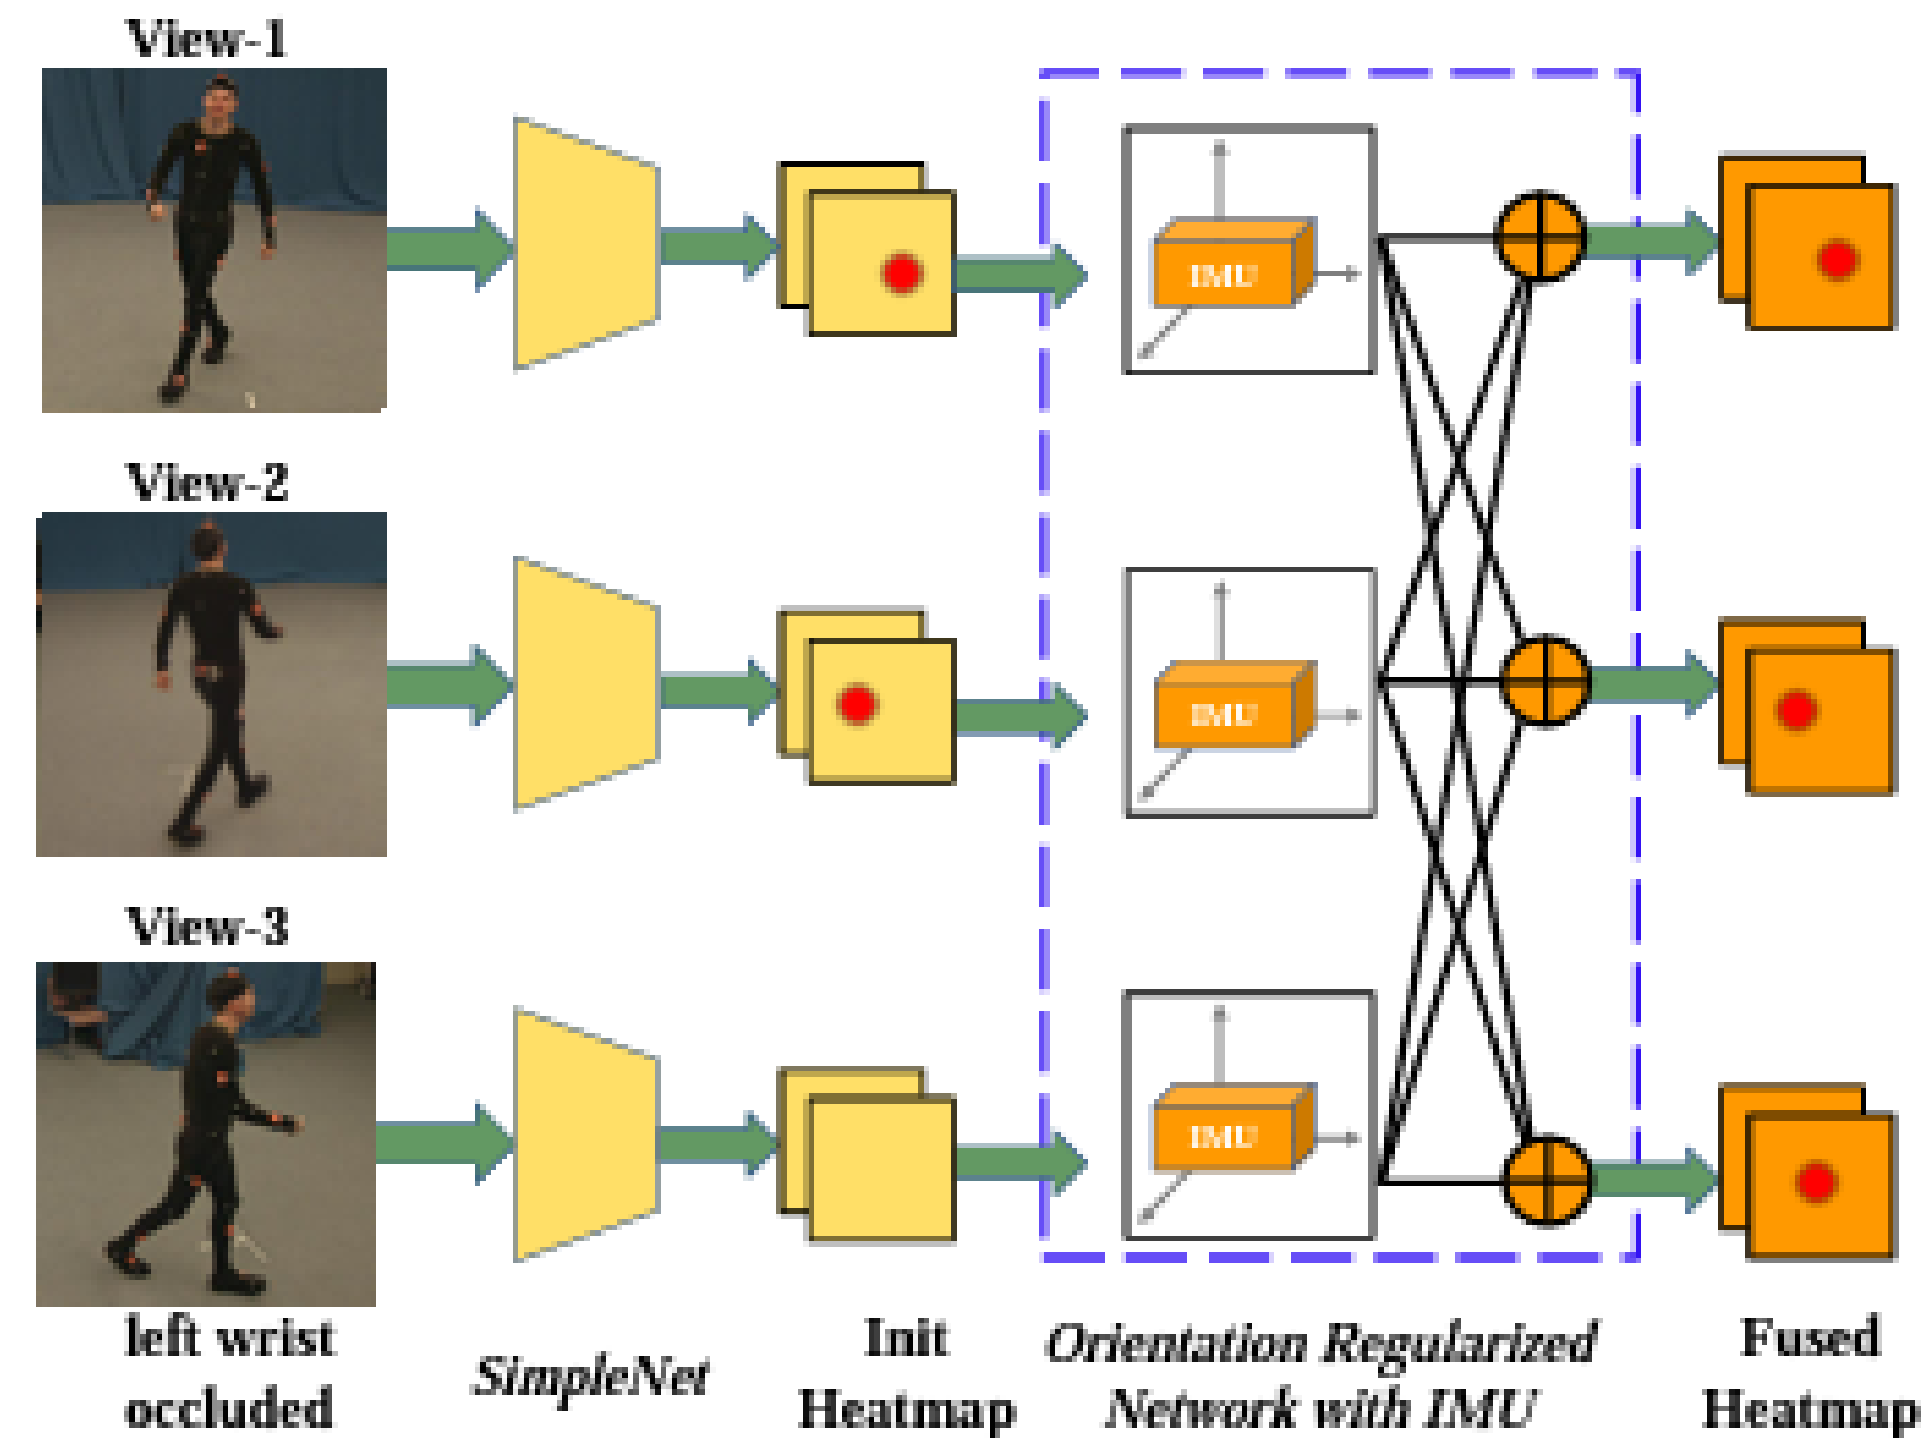 View-1
IMU
View-2
IMU
View-3
IMU
left wrist
occluded
SimpleNet
Init
Heatmap
Orientation Regularized
Network with IMU
Fused
Heatmap